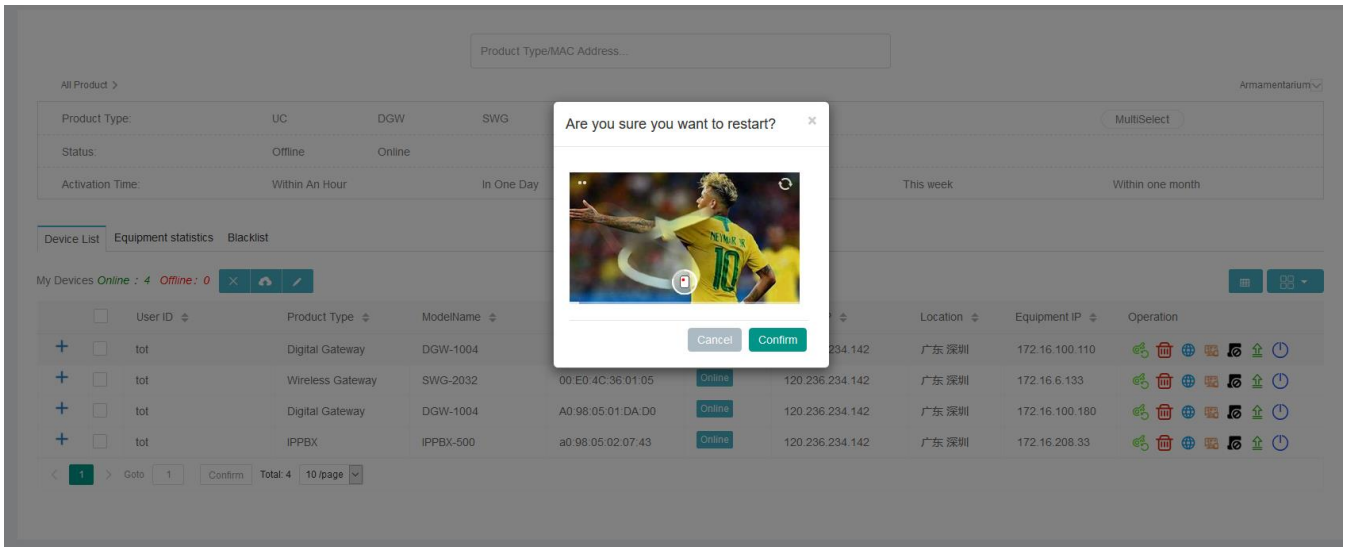 Product Type/MAC Address...
All Product >
Armamentarium
Product Type: UC DGW SWG MultiSelect
Status: Offline Online
Activation Time: Within An Hour In One Day This week Within one month
Are you sure you want to restart? ×
NEYMAR JR
10
Cancel Confirm
Device List Equipment statistics Blacklist
My Devices Online : 4 Offline : 0
User ID Product Type ModelName Location Equipment IP Operation
tot Digital Gateway DGW-1004 234.142 广东 深圳 172.16.100.110
tot Wireless Gateway SWG-2032 00:E0:4C:36:01:05 Online 120.236.234.142 广东 深圳 172.16.6.133
tot Digital Gateway DGW-1004 A0:98:05:01:DA:D0 Online 120.236.234.142 广东 深圳 172.16.100.180
tot IPPBX IPPBX-500 a0:98:05:02:07:43 Online 120.236.234.142 广东 深圳 172.16.208.33
< 1 > Goto 1 Confirm Total: 4 10 /page